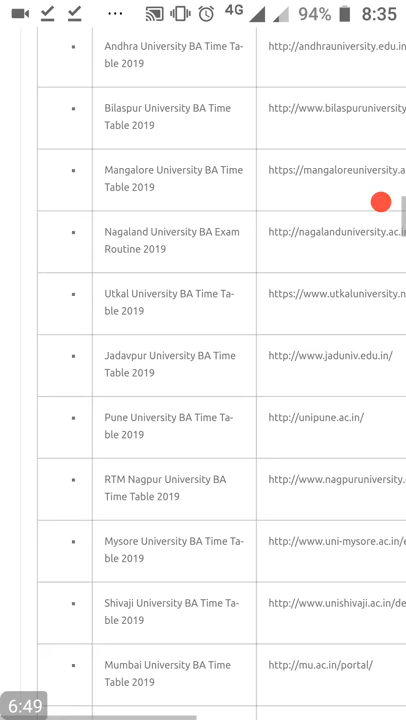 4G 94% 8:35
Andhra University BA Time Ta-
ble 2019
http://andhrauniversity.edu.in
Bilaspur University BA Time
Table 2019
http://www.bilaspuruniversity
Mangalore University BA Time
Table 2019
https://mangaloreuniversity.a
Nagaland University BA Exam
Routine 2019
http://nagalanduniversity.ac.i
Utkal University BA Time Ta-
ble 2019
https://www.utkaluniversity.n
Jadavpur University BA Time
Table 2019
http://www.jaduniv.edu.in/
Pune University BA Time Ta-
ble 2019
http://unipune.ac.in/
RTM Nagpur University BA
Time Table 2019
http://www.nagpuruniversity.
Mysore University BA Time Ta-
ble 2019
http://www.uni-mysore.ac.in/e
Shivaji University BA Time Ta-
ble 2019
http://www.unishivaji.ac.in/de
Mumbai University BA Time
Table 2019
http://mu.ac.in/portal/
6:49